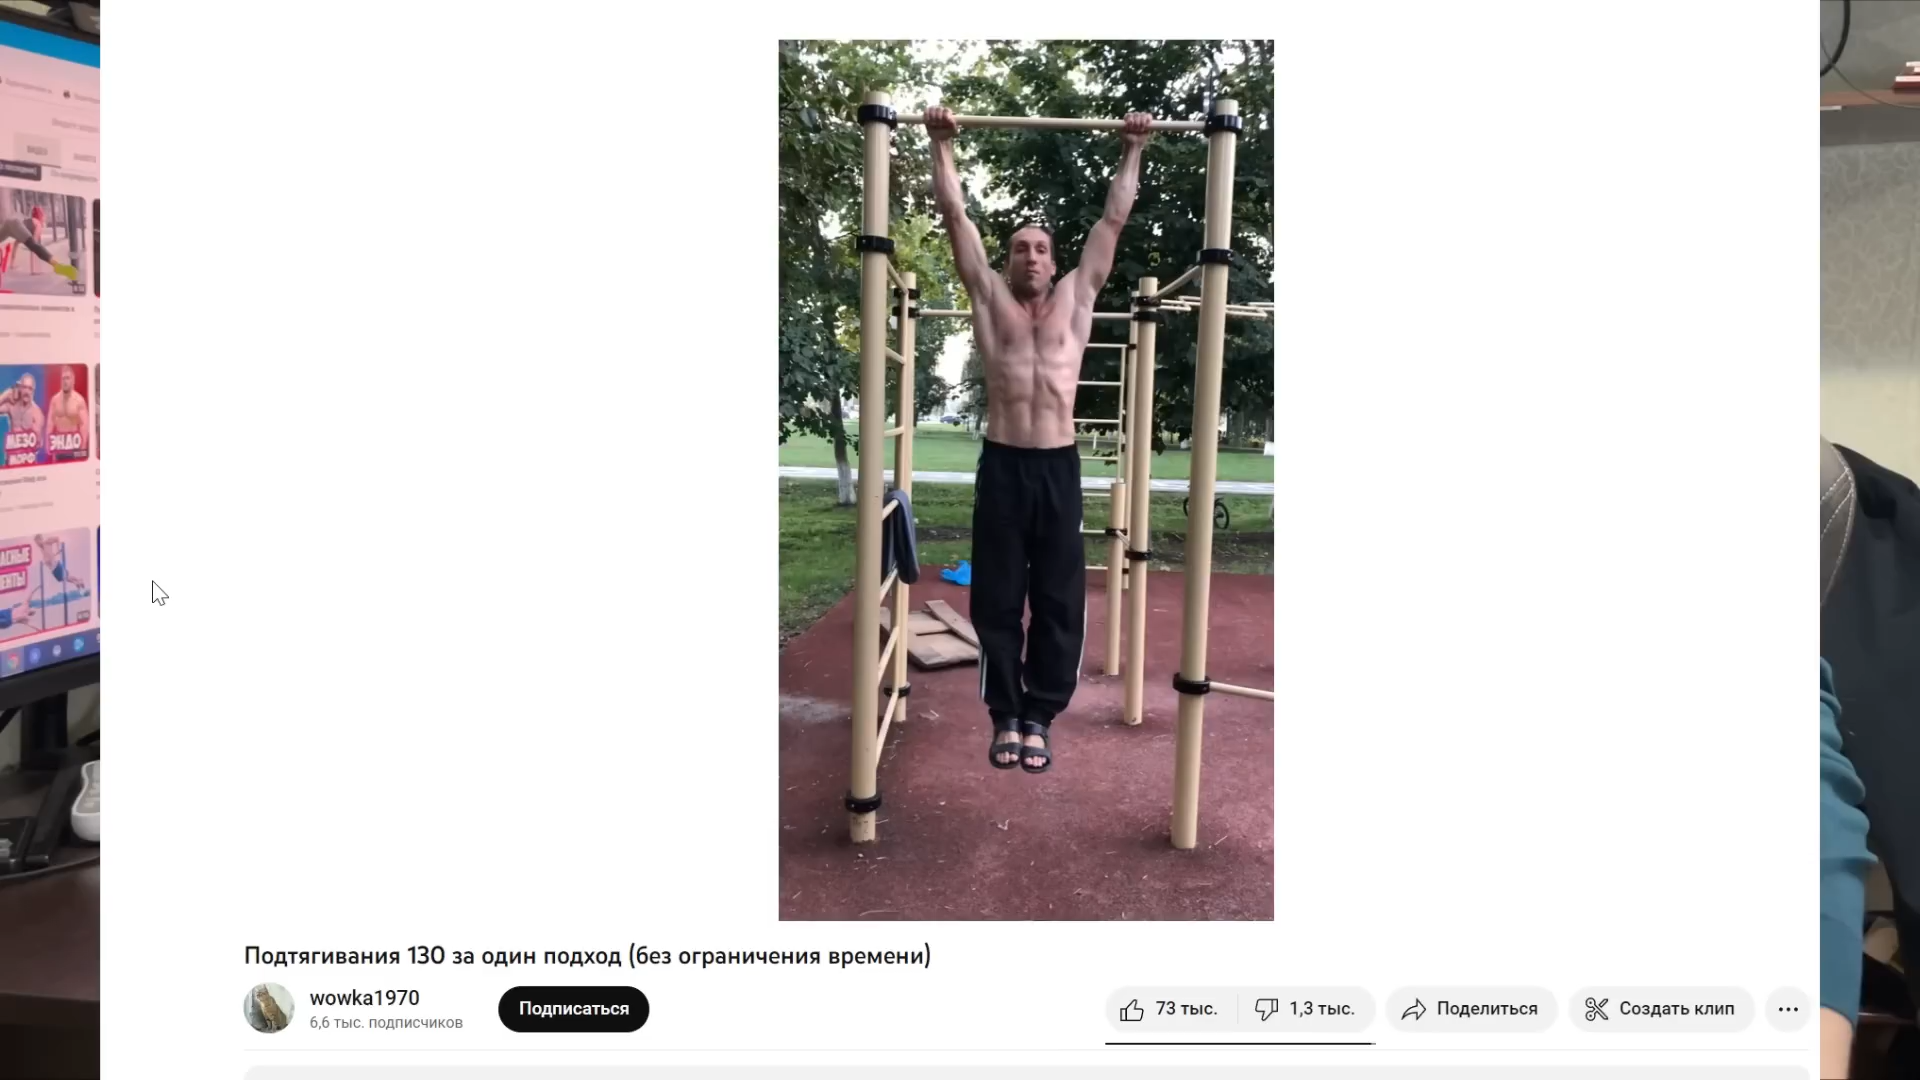 МЕЗО
МОРФ
ЭНДО
Подтягивания 130 за один подход (без ограничения времени)
wowka1970
6,6 тыс. подписчиков
Подписаться
73 тыс.
1,3 тыс.
Поделиться
Создать клип